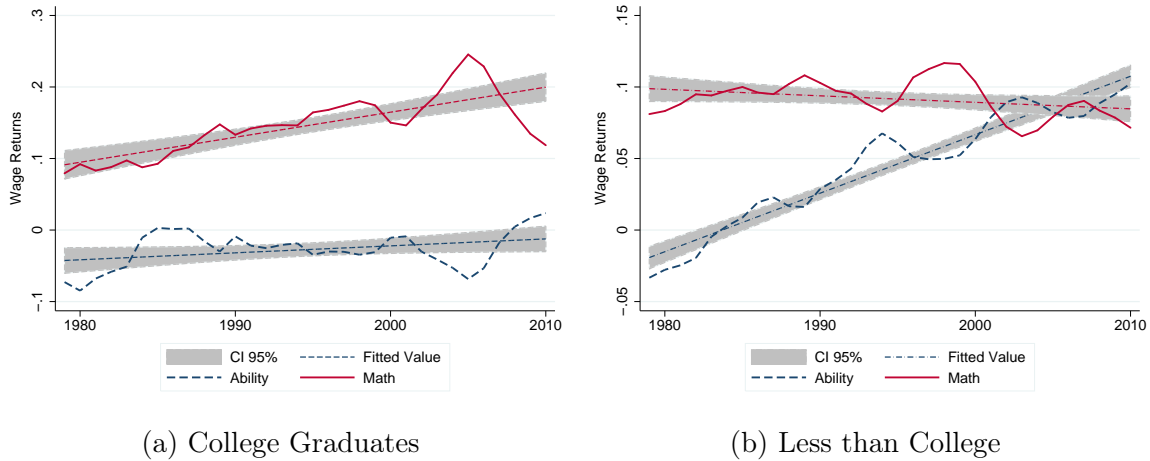 .3
.2
.1
0
-.1
Wage Returns
1980
1990
2000
2010
CI 95%
Fitted Value
Ability
Math
(a) College Graduates
.15
.1
.05
0
-.05
Wage Returns
1980
1990
2000
2010
CI 95%
Fitted Value
Ability
Math
(b) Less than College